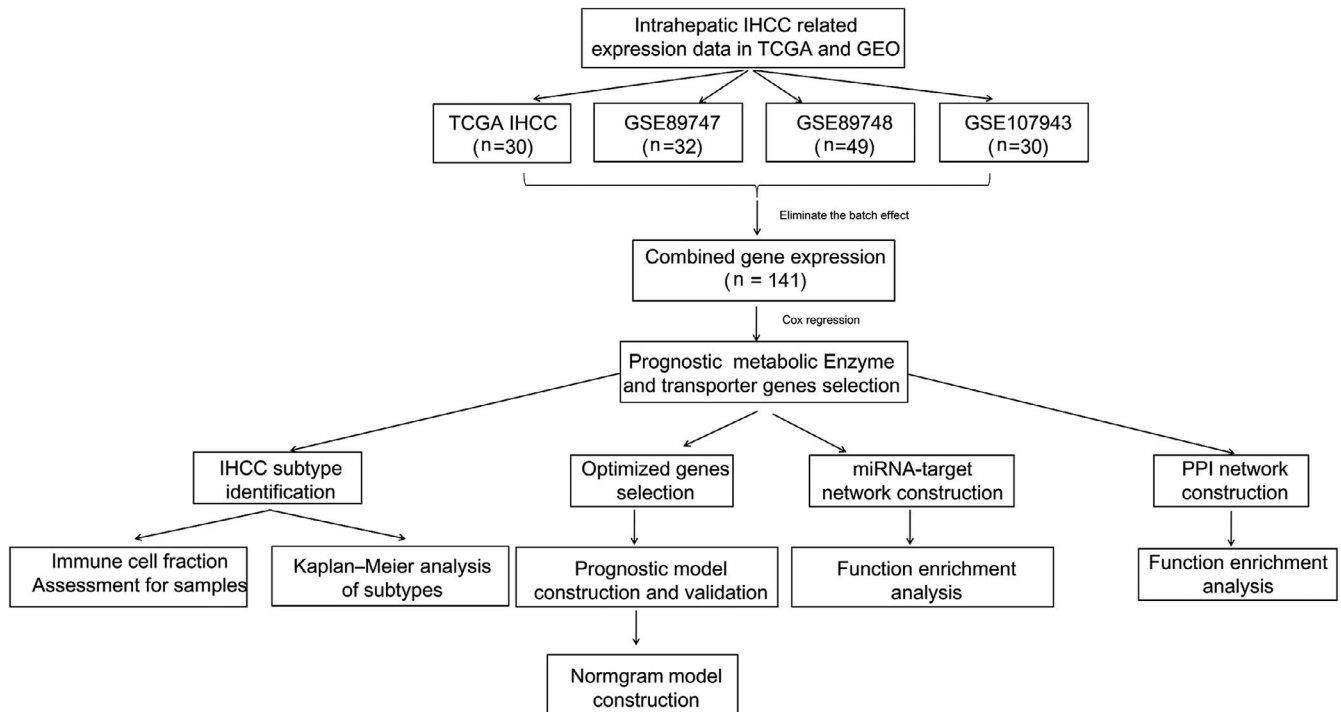 Intrahepatic IHCC related
expression data in TCGA and GEO
TCGA IHCC
(n=30)
GSE89747
(n=32)
GSE89748
(n=49)
GSE107943
(n=30)
Eliminate the batch effect
Combined gene expression
(n = 141)
Cox regression
Prognostic metabolic Enzyme
and transporter genes selection
IHCC subtype
identification
Optimized genes
selection
miRNA-target
network construction
PPI network
construction
Immune cell fraction
Assessment for samples
Kaplan–Meier analysis
of subtypes
Prognostic model
construction and validation
Function enrichment
analysis
Function enrichment
analysis
Normgram model
construction